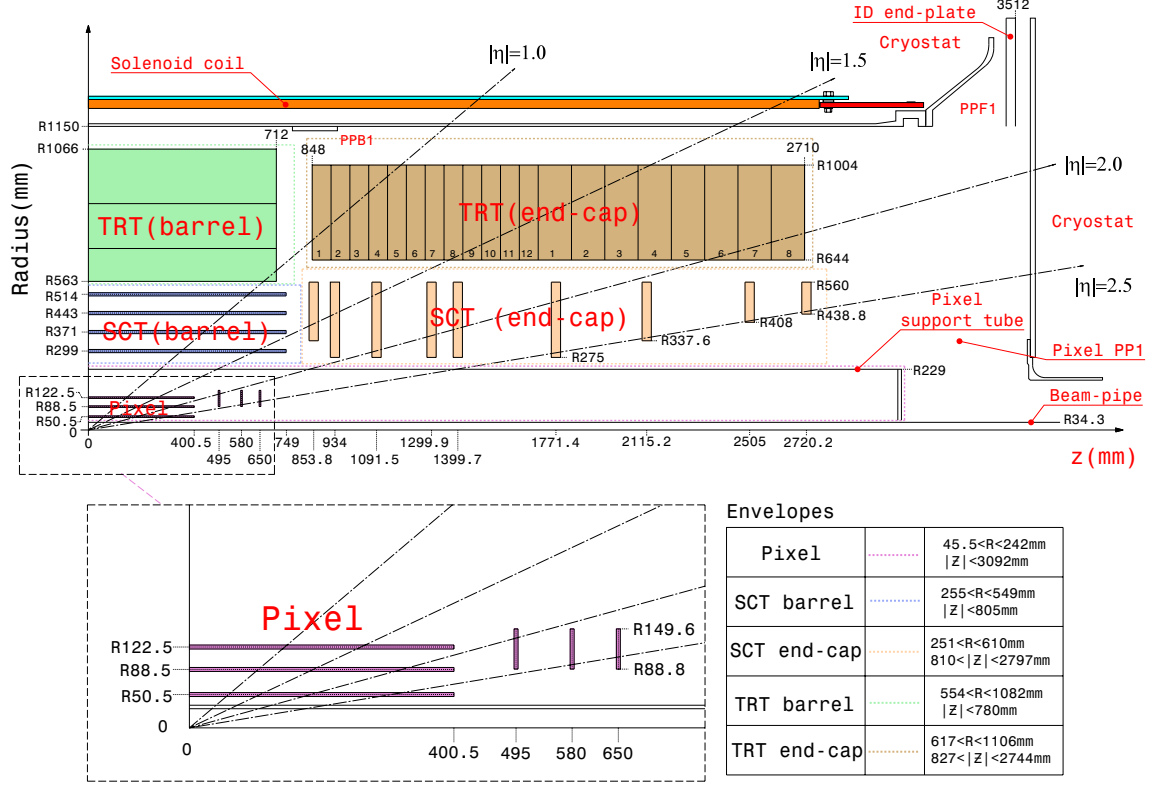 3512
ID end-plate
Cryostat
|η|=1.0
|η|=1.5
Solenoid coil
PPF1
R1150
712
PPB1
R1066
848
2710
R1004
|η|=2.0
Radius(mm)
TRT(barrel)
TRT(end-cap)
Cryostat
1 2 3 4 5 6 7 8 9 10 11 12 1 2 3 4 5 6 7 8
R644
R563
R560
|η|=2.5
R514
R443
SCT(barrel)
SCT (end-cap)
R438.8
R408
Pixel
support tube
R371
R337.6
R299
R275
Pixel PP1
R229
R122.5
R88.5
Pixel
R50.5
Beam-pipe
R34.3
0
0
400.5
580
749
934
1299.9
1771.4
2115.2
2505
2720.2
495
650
853.8
1091.5
1399.7
z(mm)
Pixel
R122.5
R88.5
R50.5
0
R149.6
R88.8
0
400.5
495
580
650
Envelopes
Pixel
45.5<R<242mm
|Z|<3092mm
SCT barrel
255<R<549mm
|Z|<805mm
SCT end-cap
251<R<610mm
810<|Z|<2797mm
TRT barrel
554<R<1082mm
|Z|<780mm
TRT end-cap
617<R<1106mm
827<|Z|<2744mm